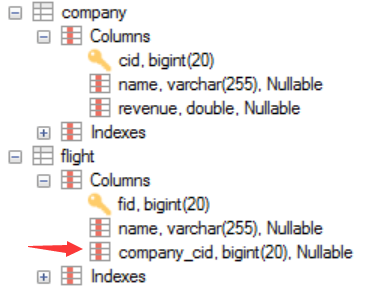 company
Columns
cid, bigint(20)
name, varchar(255), Nullable
revenue, double, Nullable
Indexes
flight
Columns
fid, bigint(20)
name, varchar(255), Nullable
company_cid, bigint(20), Nullable
Indexes